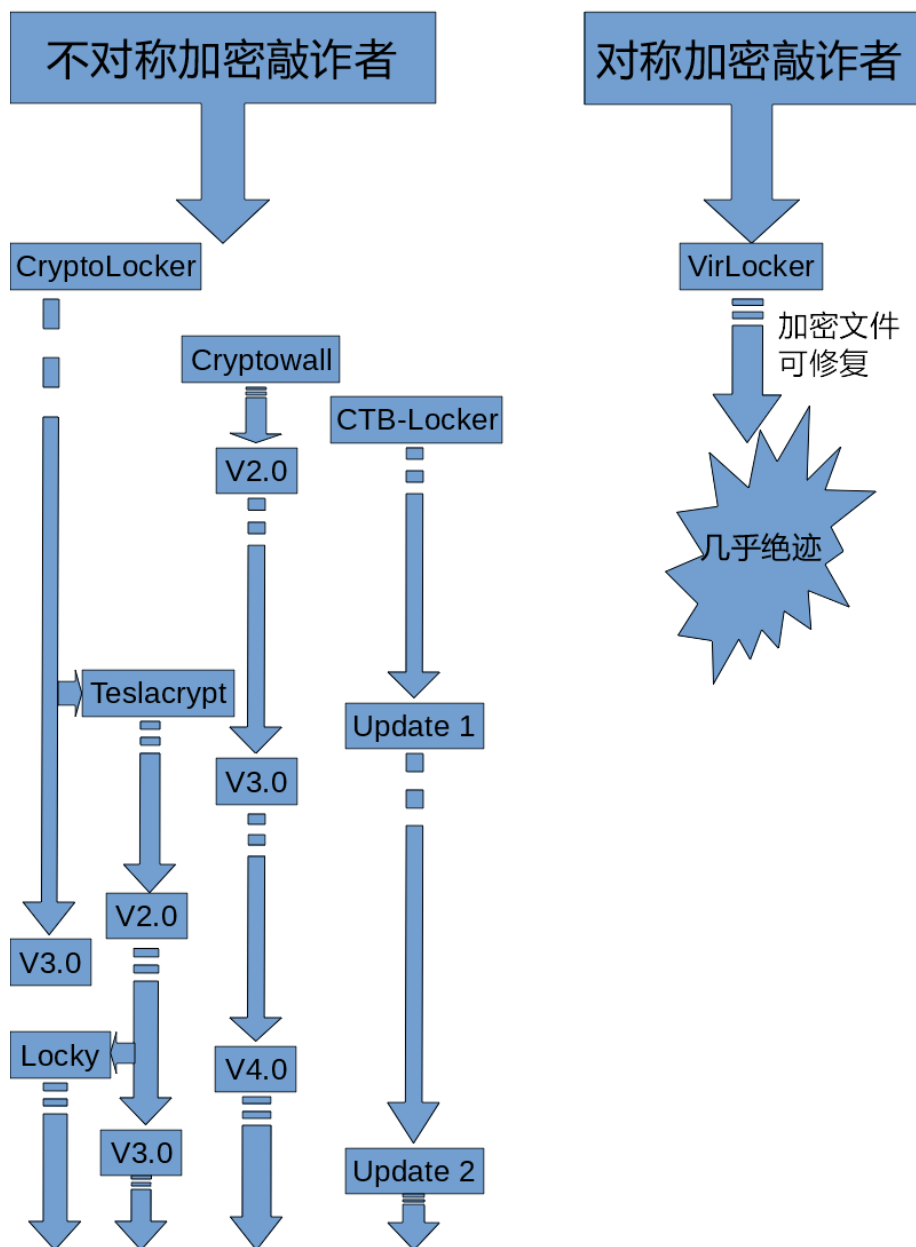 不对称加密敲诈者
对称加密敲诈者
CryptoLocker
VirLocker
加密文件
可修复
Cryptowall
CTB-Locker
V2.0
几乎绝迹
Teslacrypt
Update 1
V3.0
V2.0
V3.0
Locky
V4.0
V3.0
Update 2